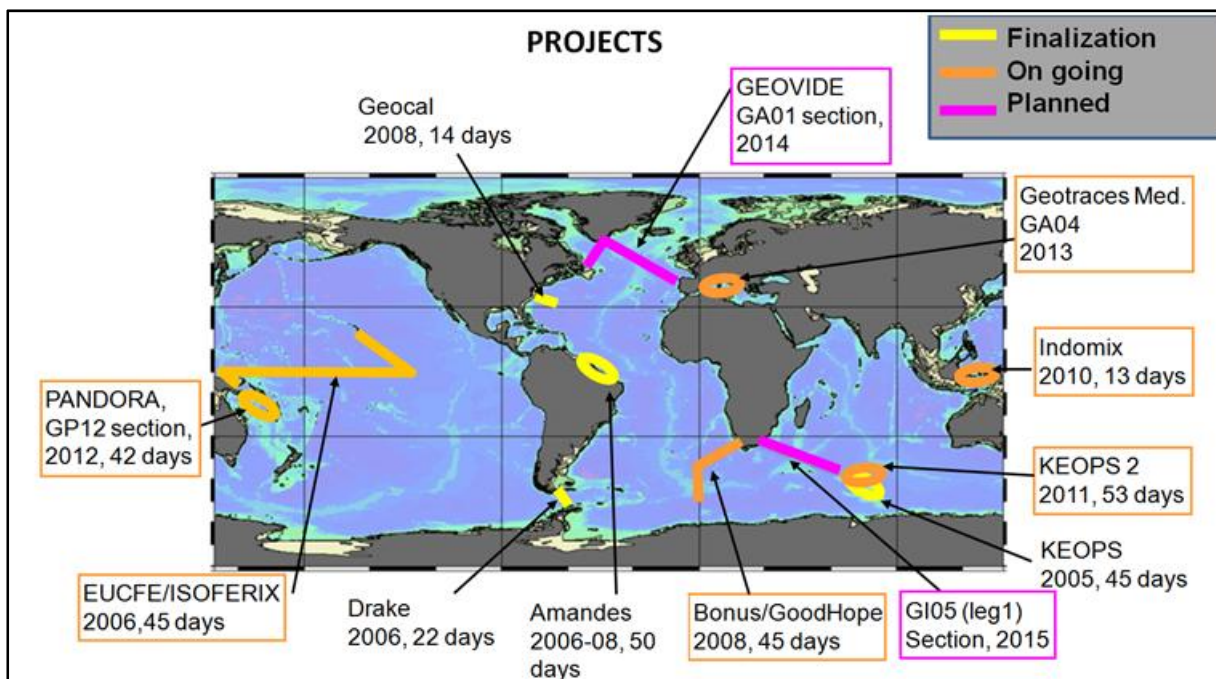 PROJECTS
Finalization
On going
Planned
Geocal
2008, 14 days
GEOVIDE
GA01 section,
2014
Geotraces Med.
GA04
2013
Indomix
2010, 13 days
PANDORA,
GP12 section,
2012, 42 days
KEOPS 2
2011, 53 days
KEOPS
2005, 45 days
EUCFE/ISOFERIX
2006,45 days
Drake
2006, 22 days
Amandes
2006-08, 50
days
Bonus/GoodHope
2008, 45 days
GI05 (leg1)
Section, 2015